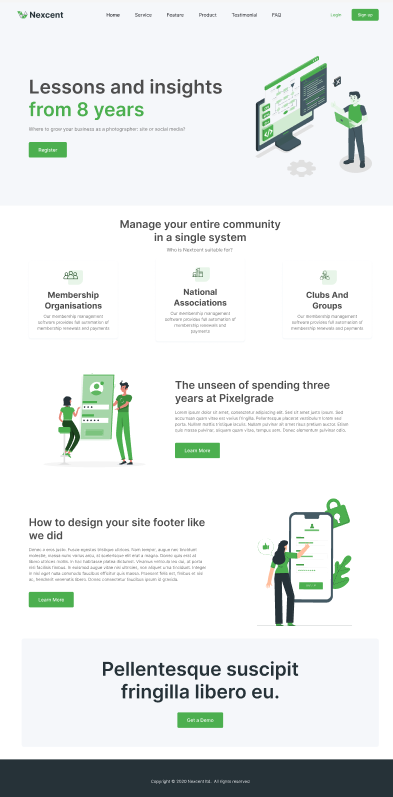 Nexcent
Home Service Feature Product Testimonial FAQ Login Sign up
Lessons and insights
from 8 years
Where to grow your business as a photographer: site or social media?
Register
Manage your entire community
in a single system
Who is Nextcent suitable for?
Membership
Organisations
Our membership management
software provides full automation of
membership renewals and payments
National
Associations
Our membership management
software provides full automation of
membership renewals and
payments
Clubs And
Groups
Our membership management
software provides full automation of
membership renewals and payments
The unseen of spending three
years at Pixelgrade
Lorem ipsum dolor sit amet, consectetur adipiscing elit. Sed sit amet justo ipsum. Sed
accumsan quam vitae est varius fringilla. Pellentesque placerat vestibulum lorem sed
porta. Nullam mattis tristique iaculis. Nullam pulvinar sit amet risus pretium auctor. Etiam
quis massa pulvinar, aliquam quam vitae, tempus sem. Donec elementum pulvinar odio.
Learn More
How to design your site footer like
we did
Donec a eros justo. Fusce egestas tristique ultrices. Nam tempor, augue nec tincidunt
molestie, massa nunc varius arcu, at scelerisque elit erat a magna. Donec quis erat at
libero ultrices mollis. In hac habitasse platea dictumst. Vivamus vehicula leo dui, at porta
nisi facilisis finibus. In euismod augue vitae nisi ultricies, non aliquet urna tincidunt. Integer
in nisi eget nulla commodo faucibus efficitur quis massa. Praesent felis est, finibus et nisi
ac, hendrerit venenatis libero. Donec consectetur faucibus ipsum id gravida.
Learn More
Pellentesque suscipit
fringilla libero eu.
Get a Demo
Copyright © 2020 Nexcent ltd. All rights reserved